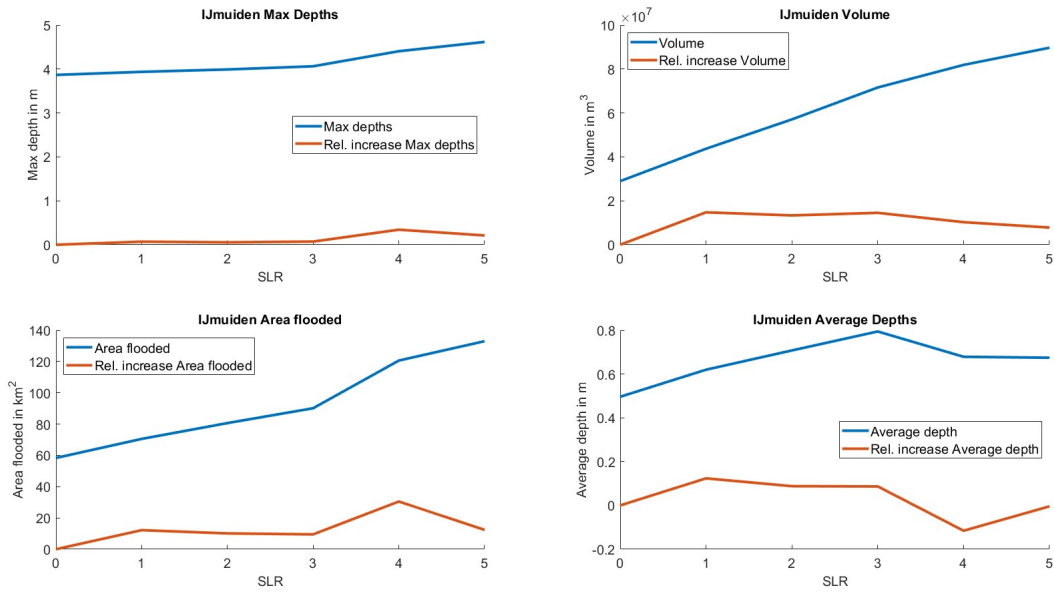 IJmuiden Max Depths
5
4
3
2
1
0
Max depth in m
Max depths
Rel. increase Max depths
0 1 2 3 4 5
SLR
IJmuiden Volume
×10⁷
10
8
6
4
2
0
Volume in m³
Volume
Rel. increase Volume
0 1 2 3 4 5
SLR
IJmuiden Area flooded
140
120
100
80
60
40
20
0
Area flooded in km²
Area flooded
Rel. increase Area flooded
0 1 2 3 4 5
SLR
IJmuiden Average Depths
0.8
0.6
0.4
0.2
0
-0.2
Average depth in m
Average depth
Rel. increase Average depth
0 1 2 3 4 5
SLR